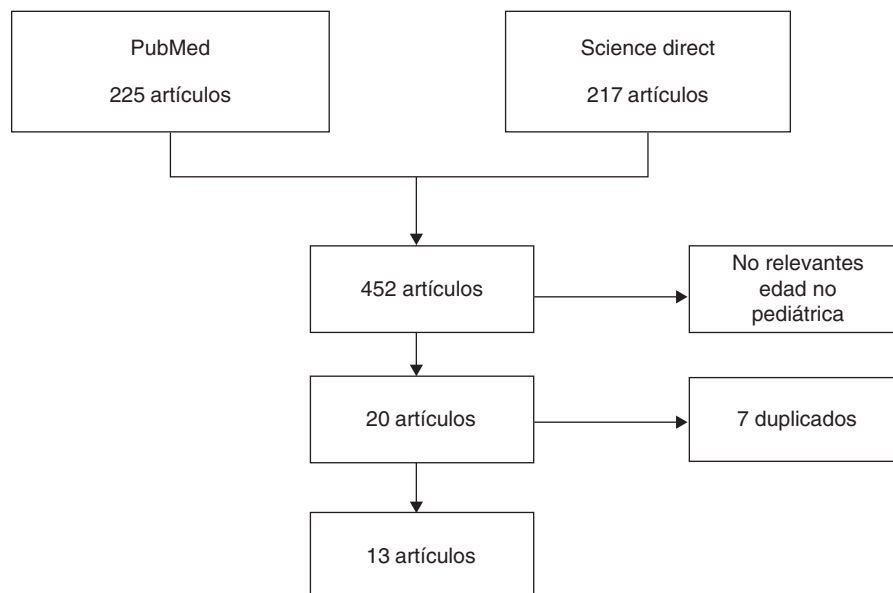 PubMed
225 artículos
Science direct
217 artículos
452 artículos
No relevantes
edad no
pediátrica
20 artículos
7 duplicados
13 artículos